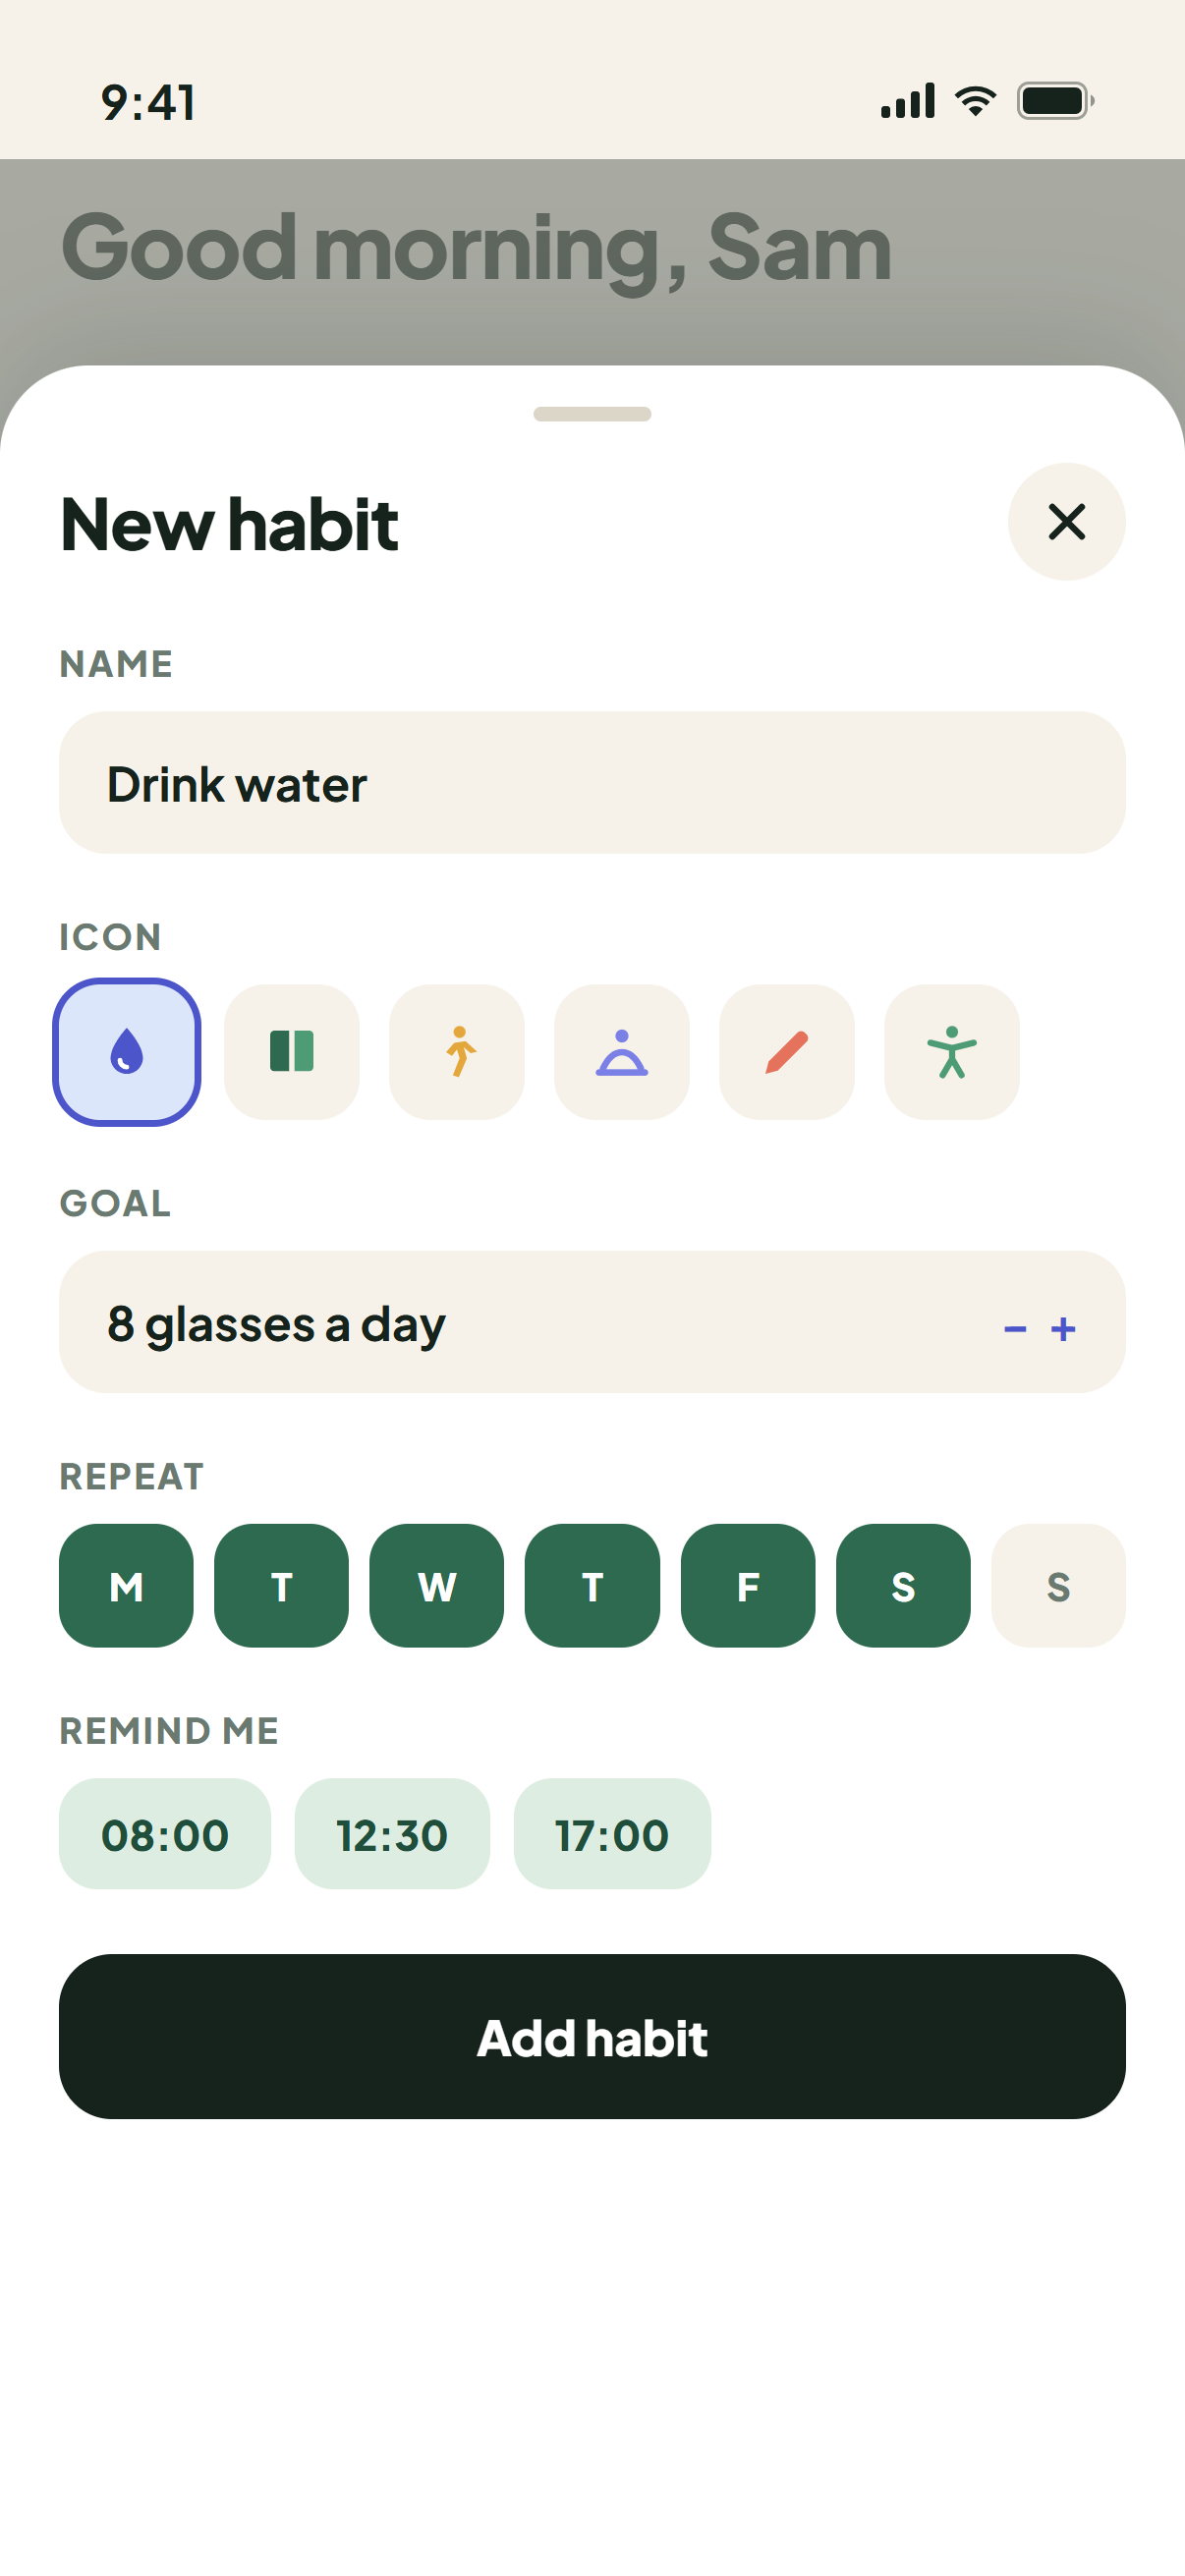 9:41
Good morning, Sam
New habit
NAME
Drink water
ICON
GOAL
8 glasses a day – +
REPEAT
M T W T F S S
REMIND ME
08:00 12:30 17:00
Add habit